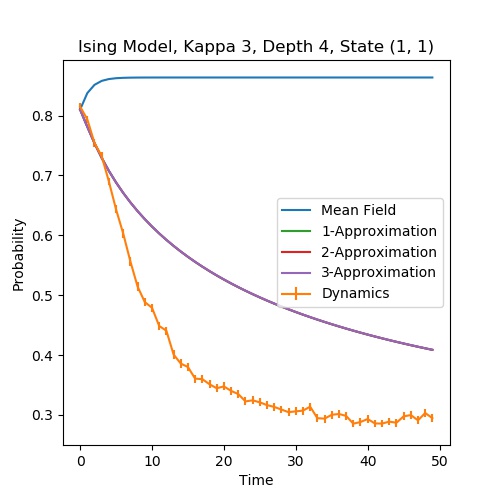 Ising Model, Kappa 3, Depth 4, State (1, 1)
Probability
0.8
0.7
0.6
0.5
0.4
0.3
Mean Field
1-Approximation
2-Approximation
3-Approximation
Dynamics
0 10 20 30 40 50
Time